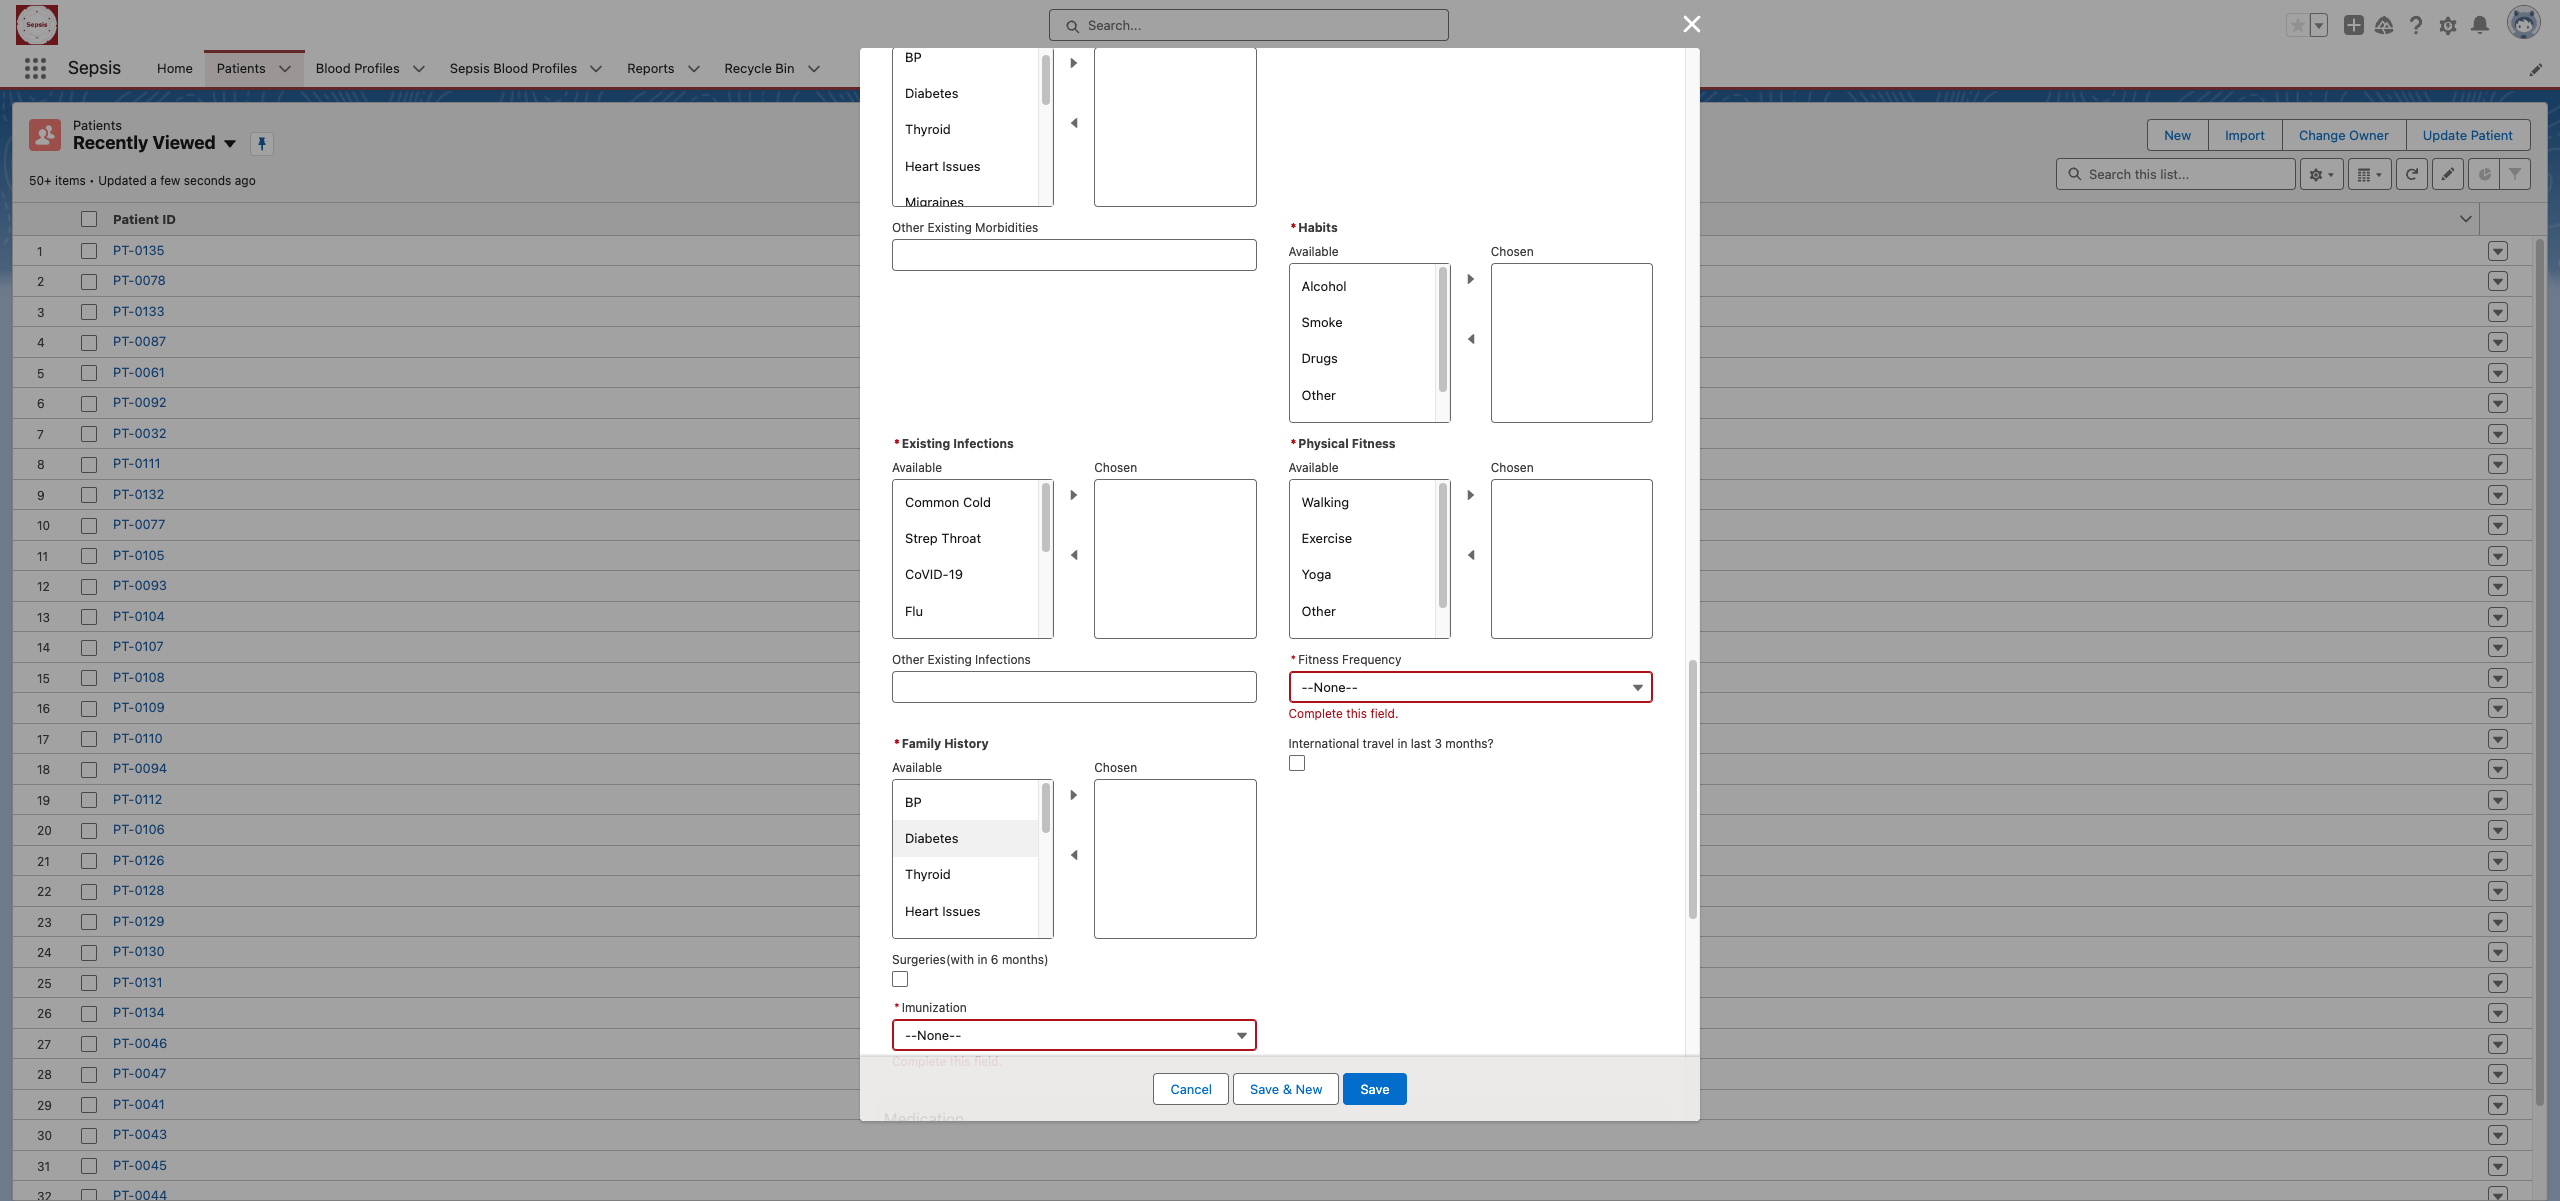 Sepsis
Search...
Sepsis
Home
Patients
Blood Profiles
Sepsis Blood Profiles
Reports
Recycle Bin
Patients
Recently Viewed
50+ items • Updated a few seconds ago
New
Import
Change Owner
Update Patient
Search this list...
Patient ID
1 PT-0135
2 PT-0078
3 PT-0133
4 PT-0087
5 PT-0061
6 PT-0092
7 PT-0032
8 PT-0111
9 PT-0132
10 PT-0077
11 PT-0105
12 PT-0093
13 PT-0104
14 PT-0107
15 PT-0108
16 PT-0109
17 PT-0110
18 PT-0094
19 PT-0112
20 PT-0106
21 PT-0126
22 PT-0128
23 PT-0129
24 PT-0130
25 PT-0131
26 PT-0134
27 PT-0046
28 PT-0047
29 PT-0041
30 PT-0043
31 PT-0045
32 PT-0044
BP
Diabetes
Thyroid
Heart Issues
Migraines
Other Existing Morbidities
*Habits
Available
Chosen
Alcohol
Smoke
Drugs
Other
*Existing Infections
Available
Chosen
Common Cold
Strep Throat
CoVID-19
Flu
*Physical Fitness
Available
Chosen
Walking
Exercise
Yoga
Other
Other Existing Infections
*Fitness Frequency
--None--
Complete this field.
*Family History
Available
Chosen
BP
Diabetes
Thyroid
Heart Issues
International travel in last 3 months?
Surgeries(with in 6 months)
*Imunization
--None--
Complete this field.
Cancel
Save & New
Save
Medication